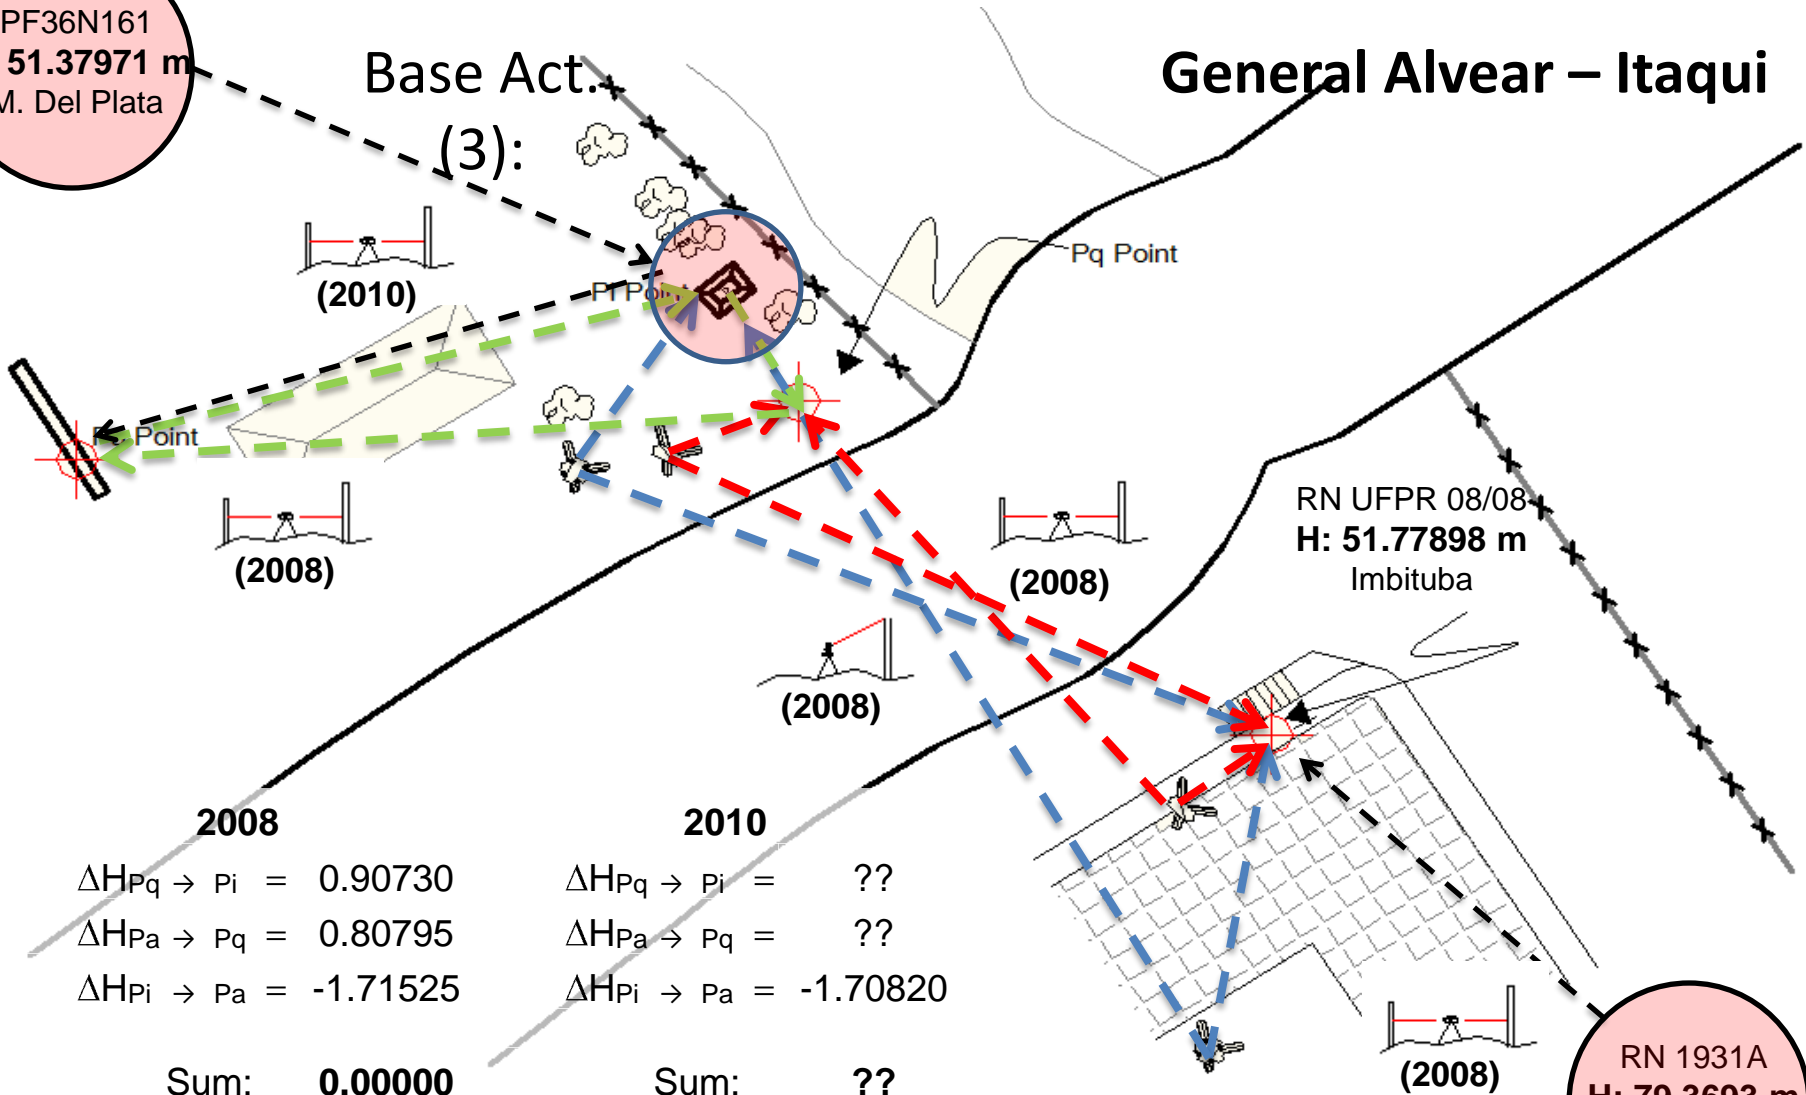 PF36N161
51.37971 m
M. Del Plata
Base Act.
(3):
General Alvear – Itaqui
(2010)
Pq Point
Pi Point
Point
(2008)
(2008)
(2008)
RN UFPR 08/08
H: 51.77898 m
Imbituba
2008
ΔHPq → Pi = 0.90730
ΔHPa → Pq = 0.80795
ΔHPi → Pa = -1.71525
Sum: 0.00000
2010
ΔHPq → Pi = ??
ΔHPa → Pq = ??
ΔHPi → Pa = -1.70820
Sum: ??
(2008)
RN 1931A
H: 79.3693 m